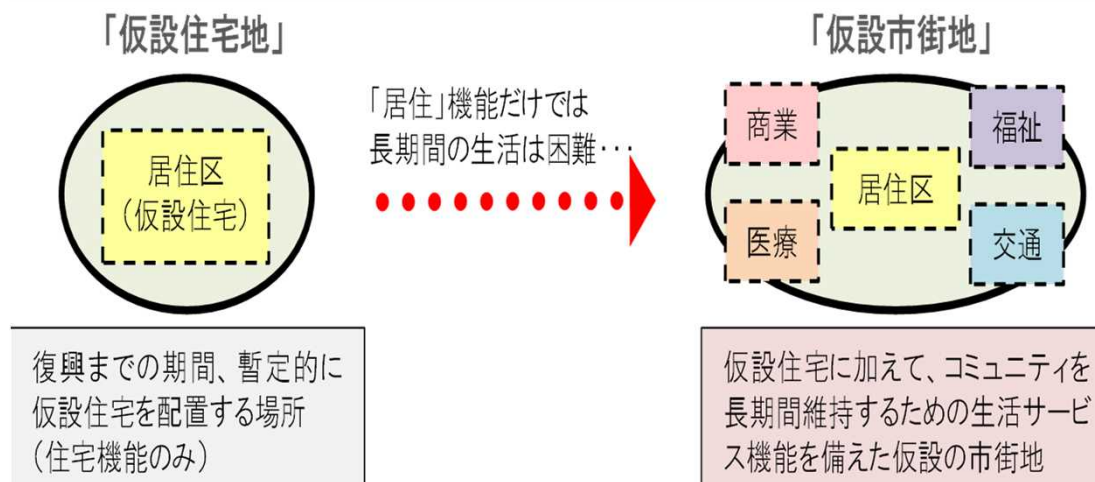 「仮設住宅地」
居住区
（仮設住宅）
復興までの期間、暫定的に
仮設住宅を配置する場所
（住宅機能のみ）
「居住」機能だけでは
長期間の生活は困難･･･
「仮設市街地」
商業
福祉
居住区
医療
交通
仮設住宅に加えて、コミュニティを
長期間維持するための生活サービ
ス機能を備えた仮設の市街地